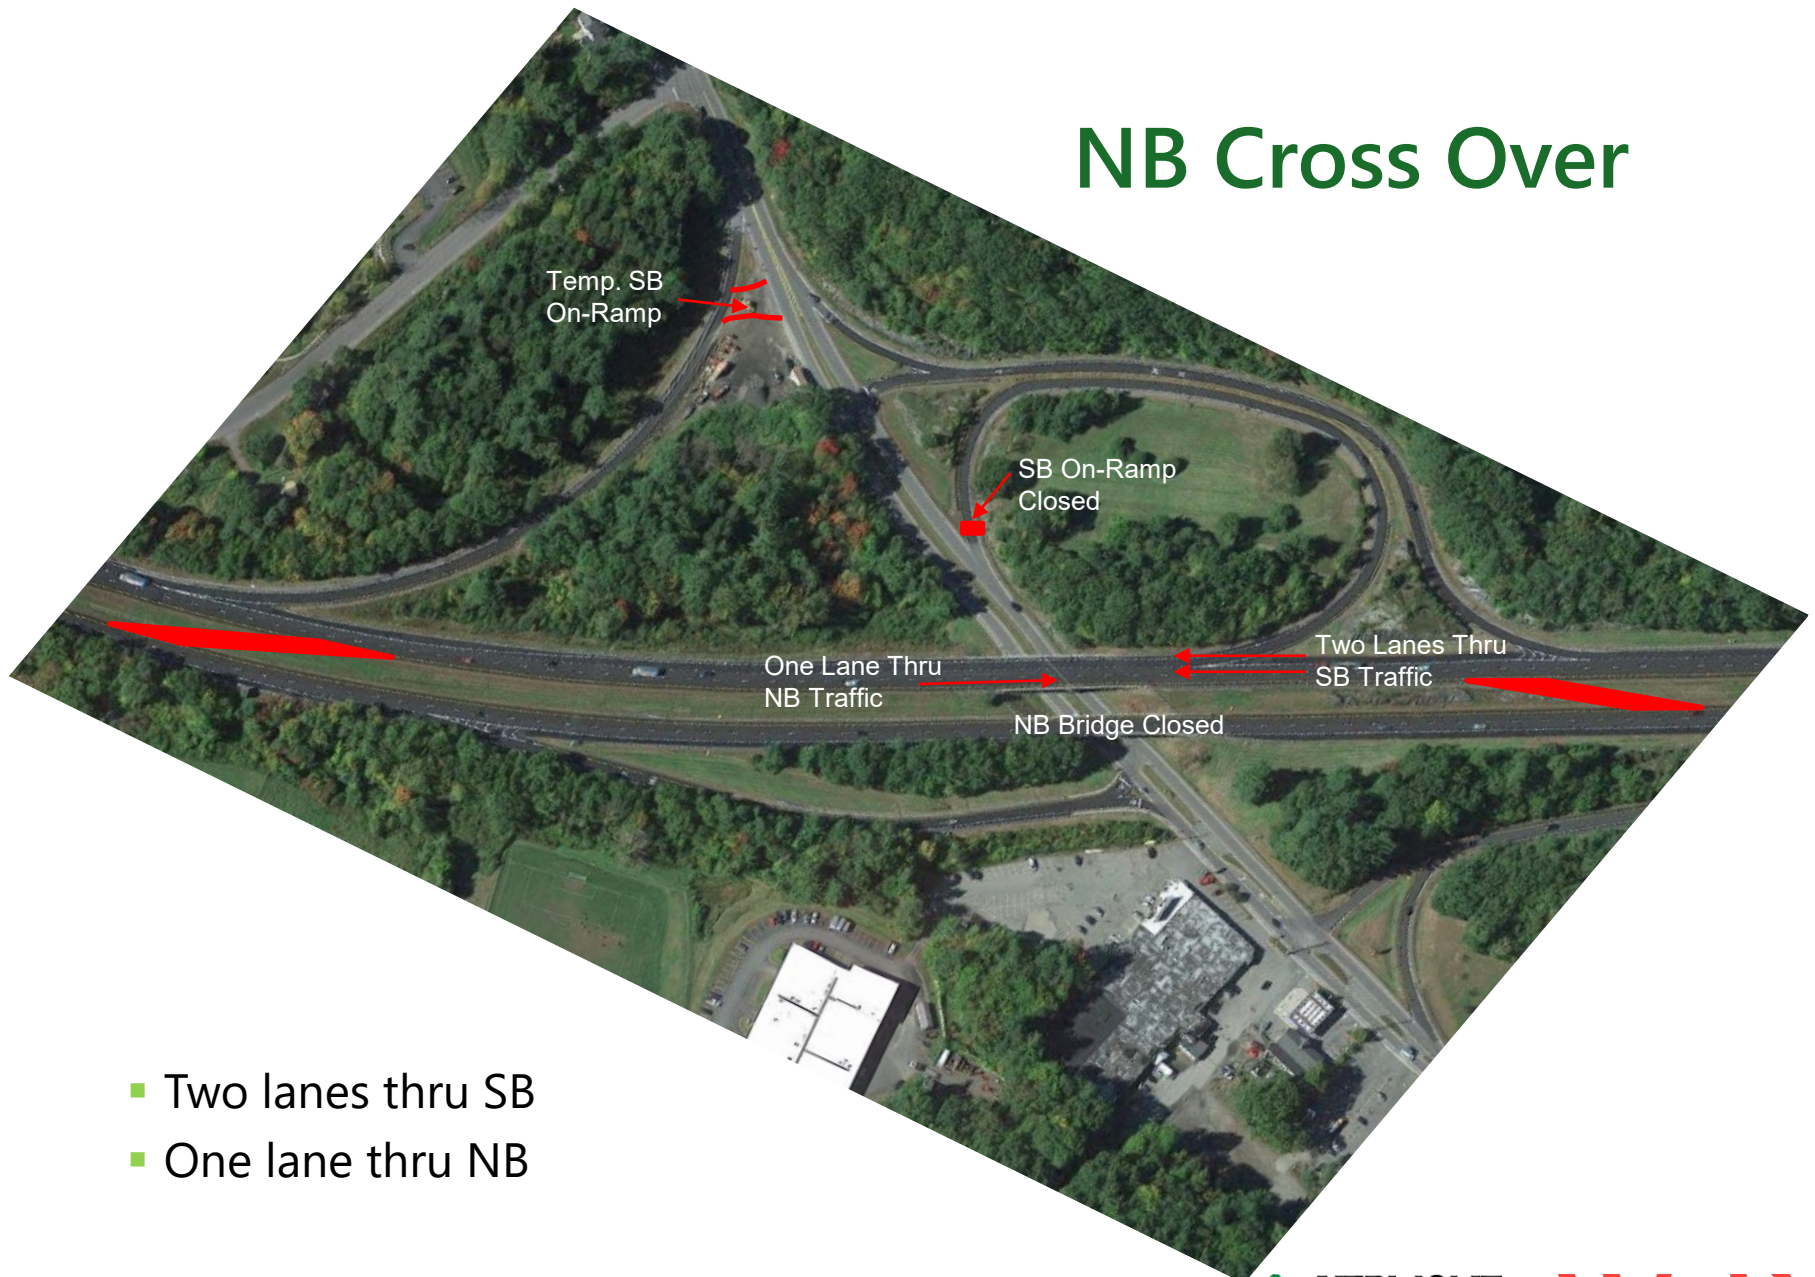 NB Cross Over
Temp. SB
On-Ramp
SB On-Ramp
Closed
Two Lanes Thru
SB Traffic
One Lane Thru
NB Traffic
NB Bridge Closed
▪ Two lanes thru SB
▪ One lane thru NB